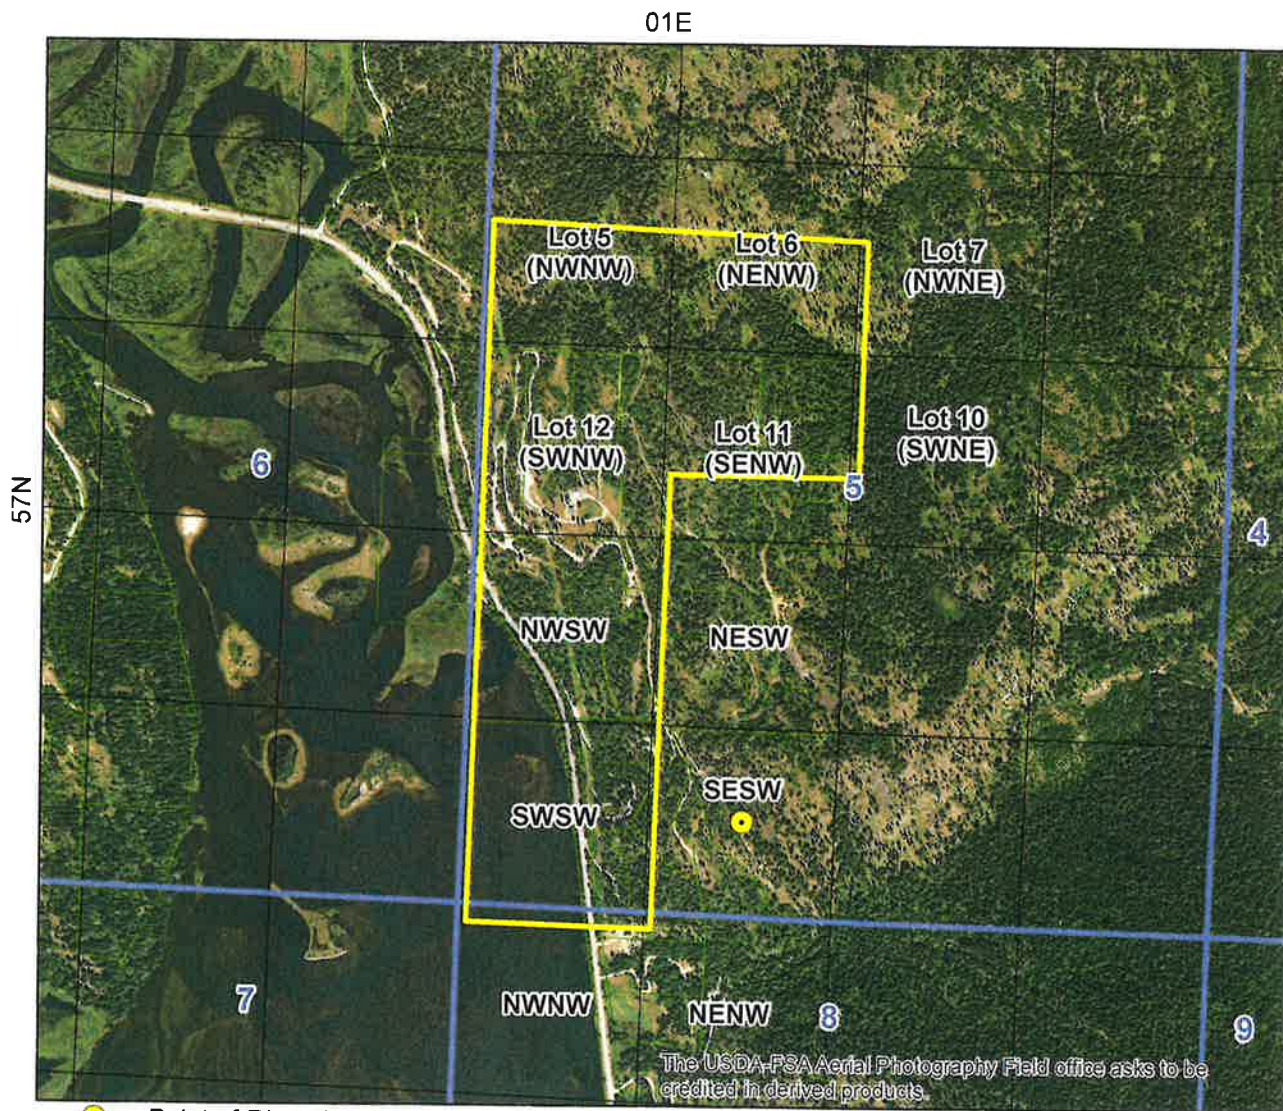 01E
Lot 5
(NWNW)
Lot 6
(NENW)
Lot 7
(NWNE)
Lot 12
(SWNW)
Lot 11
(SENW)
Lot 10
(SWNE)
6
5
4
57N
NWSW
NESW
SWSW
SESW
7
NWNW
NENW
8
9
The USDA-FSA Aerial Photography Field office asks to be
credited in derived products.
Point of